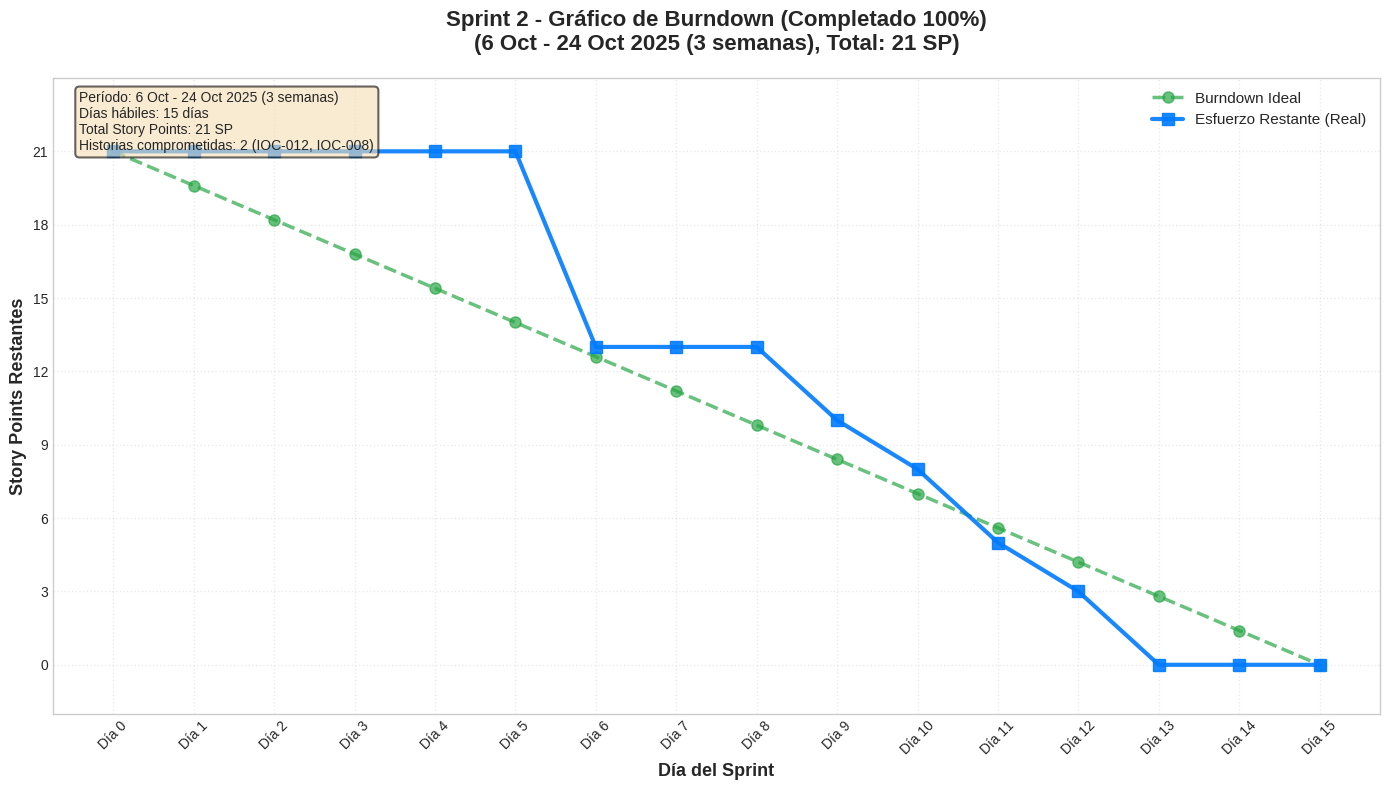 Sprint 2 - Gráfico de Burndown (Completado 100%)
(6 Oct - 24 Oct 2025 (3 semanas), Total: 21 SP)
Período: 6 Oct - 24 Oct 2025 (3 semanas)
Días hábiles: 15 días
Total Story Points: 21 SP
Historias comprometidas: 2 (IOC-012, IOC-008)
Burndown Ideal
Esfuerzo Restante (Real)
Story Points Restantes
21
18
15
12
9
6
3
0
Día 0
Día 1
Día 2
Día 3
Día 4
Día 5
Día 6
Día 7
Día 8
Día 9
Día 10
Día 11
Día 12
Día 13
Día 14
Día 15
Día del Sprint